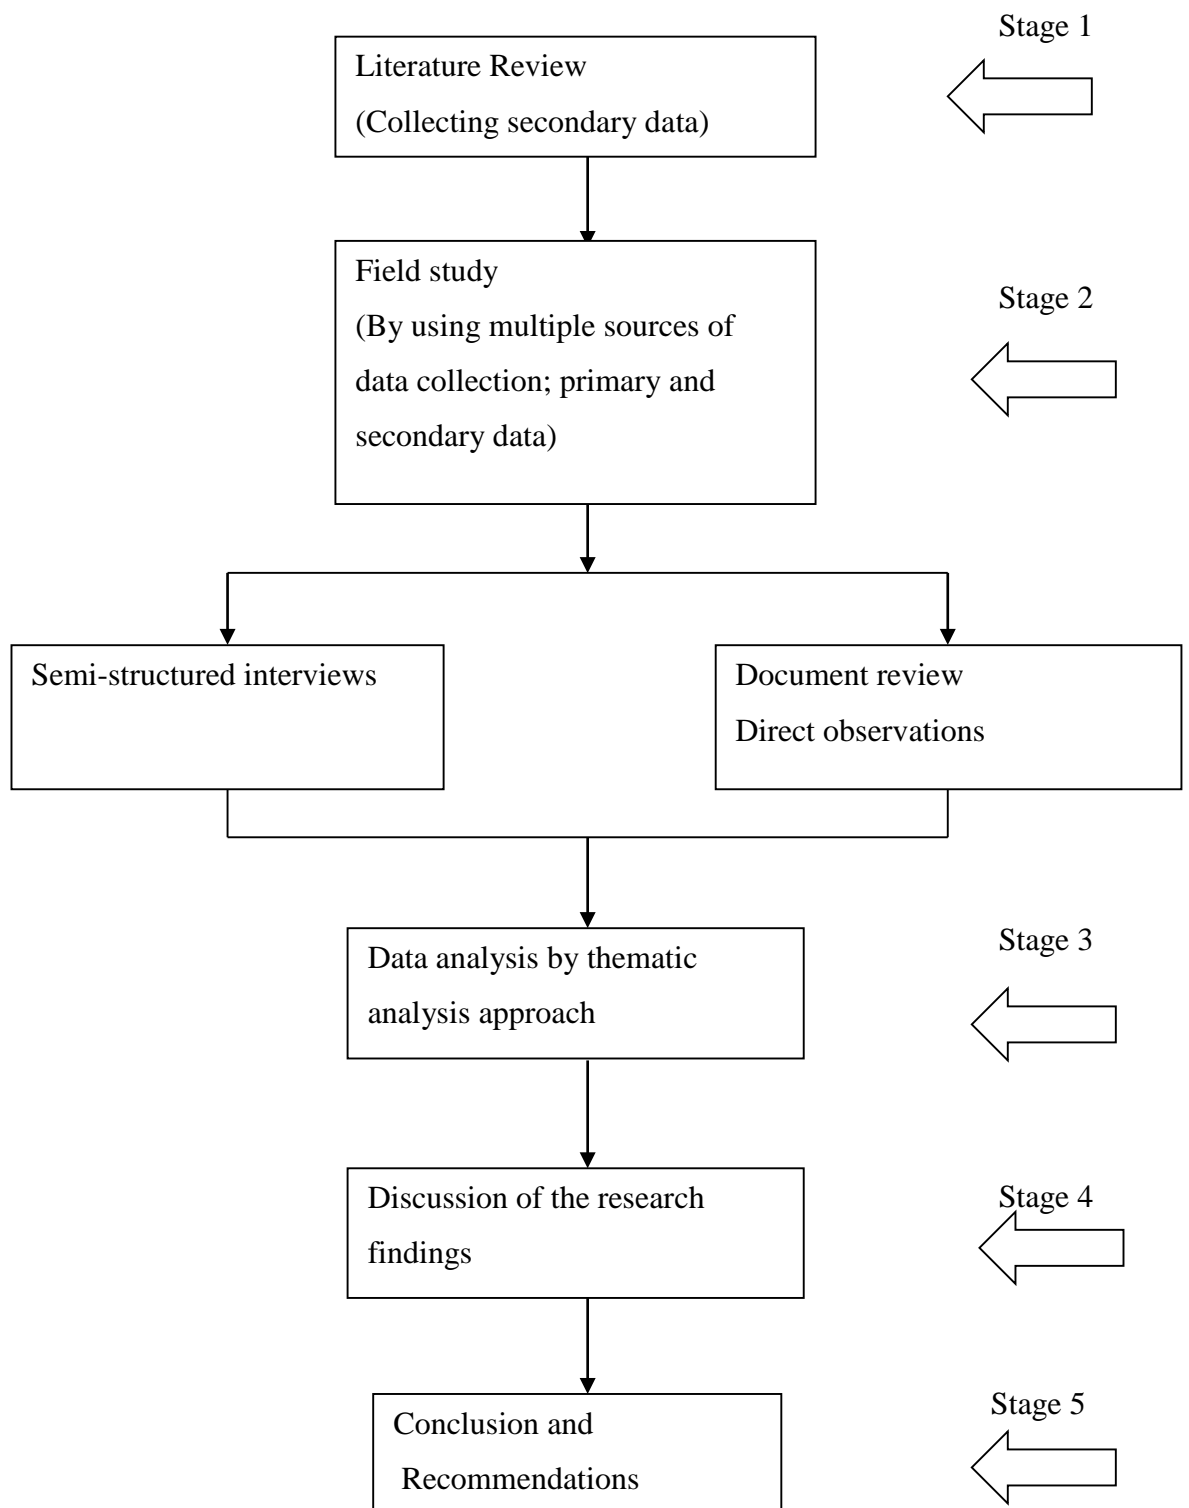 Stage 1
Literature Review
(Collecting secondary data)
Field study
(By using multiple sources of
data collection; primary and
secondary data)
Stage 2
Semi-structured interviews
Document review
Direct observations
Data analysis by thematic
analysis approach
Stage 3
Discussion of the research
findings
Stage 4
Conclusion and
Recommendations
Stage 5